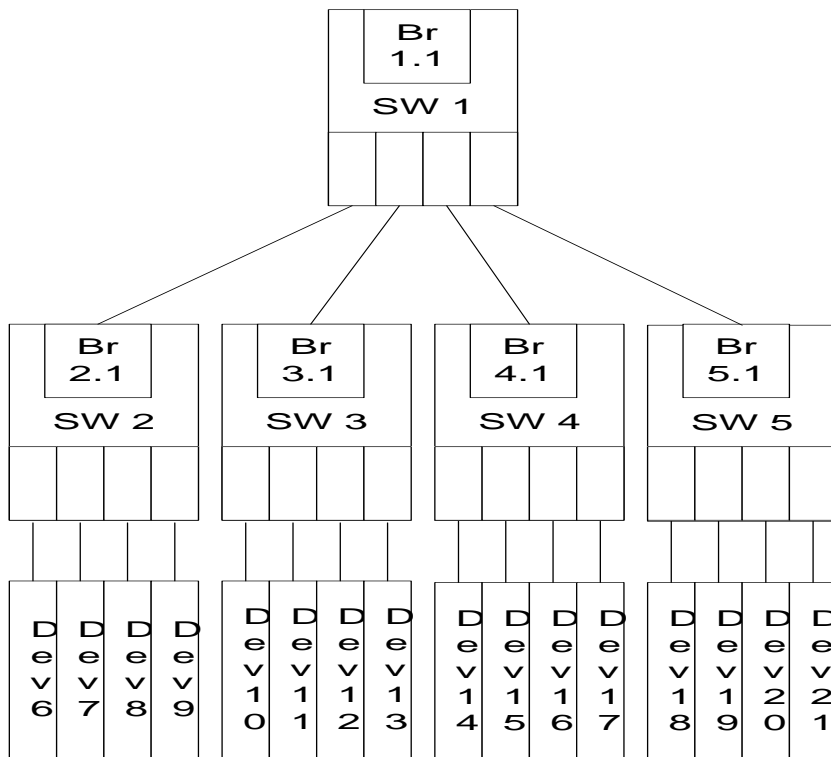 Br
1.1
SW 1
Br
2.1
SW 2
Br
3.1
SW 3
Br
4.1
SW 4
Br
5.1
SW 5
Dev6
Dev7
Dev8
Dev9
Dev10
Dev11
Dev12
Dev13
Dev14
Dev15
Dev16
Dev17
Dev18
Dev19
Dev20
Dev21